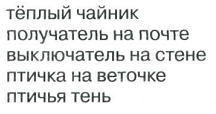 тёплый чайник
получатель на почте
выключатель на стене
птичка на веточке
птичья тень